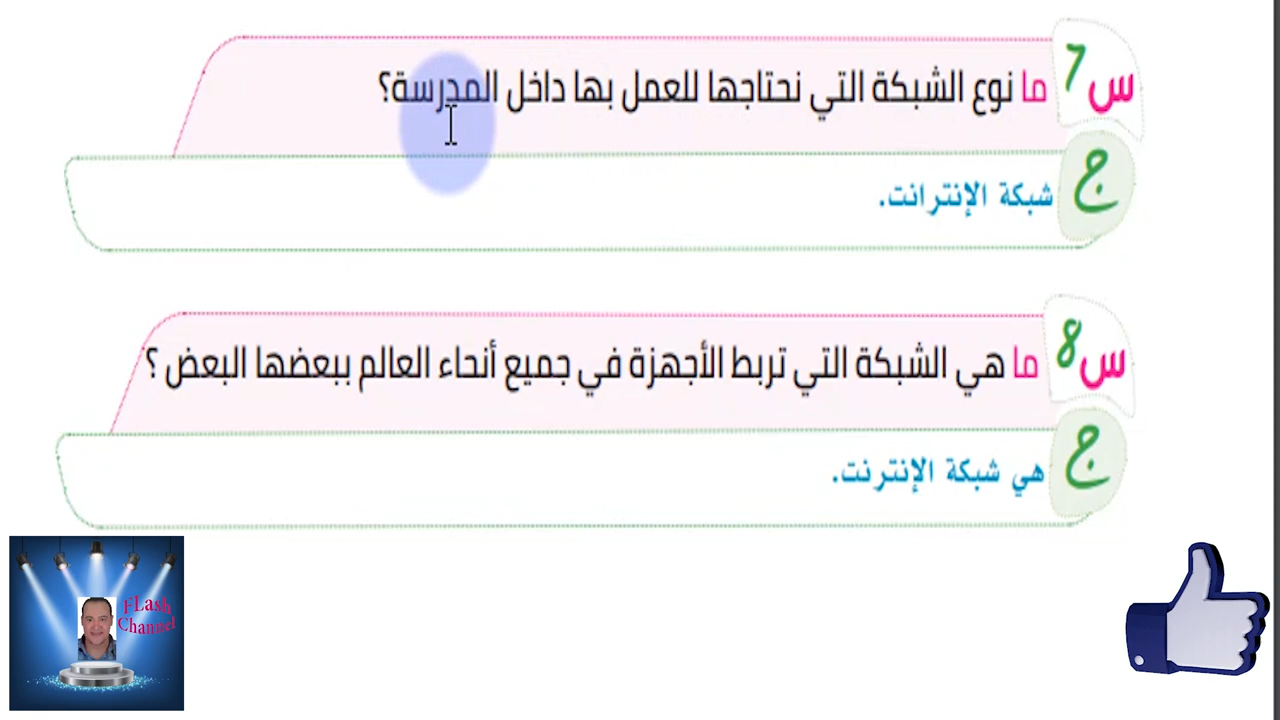 س7 ما نوع الشبكة التي نحتاجها للعمل بها داخل المدرسة؟
ج شبكة الإنترانت.
س8 ما هي الشبكة التي تربط الأجهزة في جميع أنحاء العالم ببعضها البعض ؟
ج هي شبكة الإنترنت.
FLash
Channel